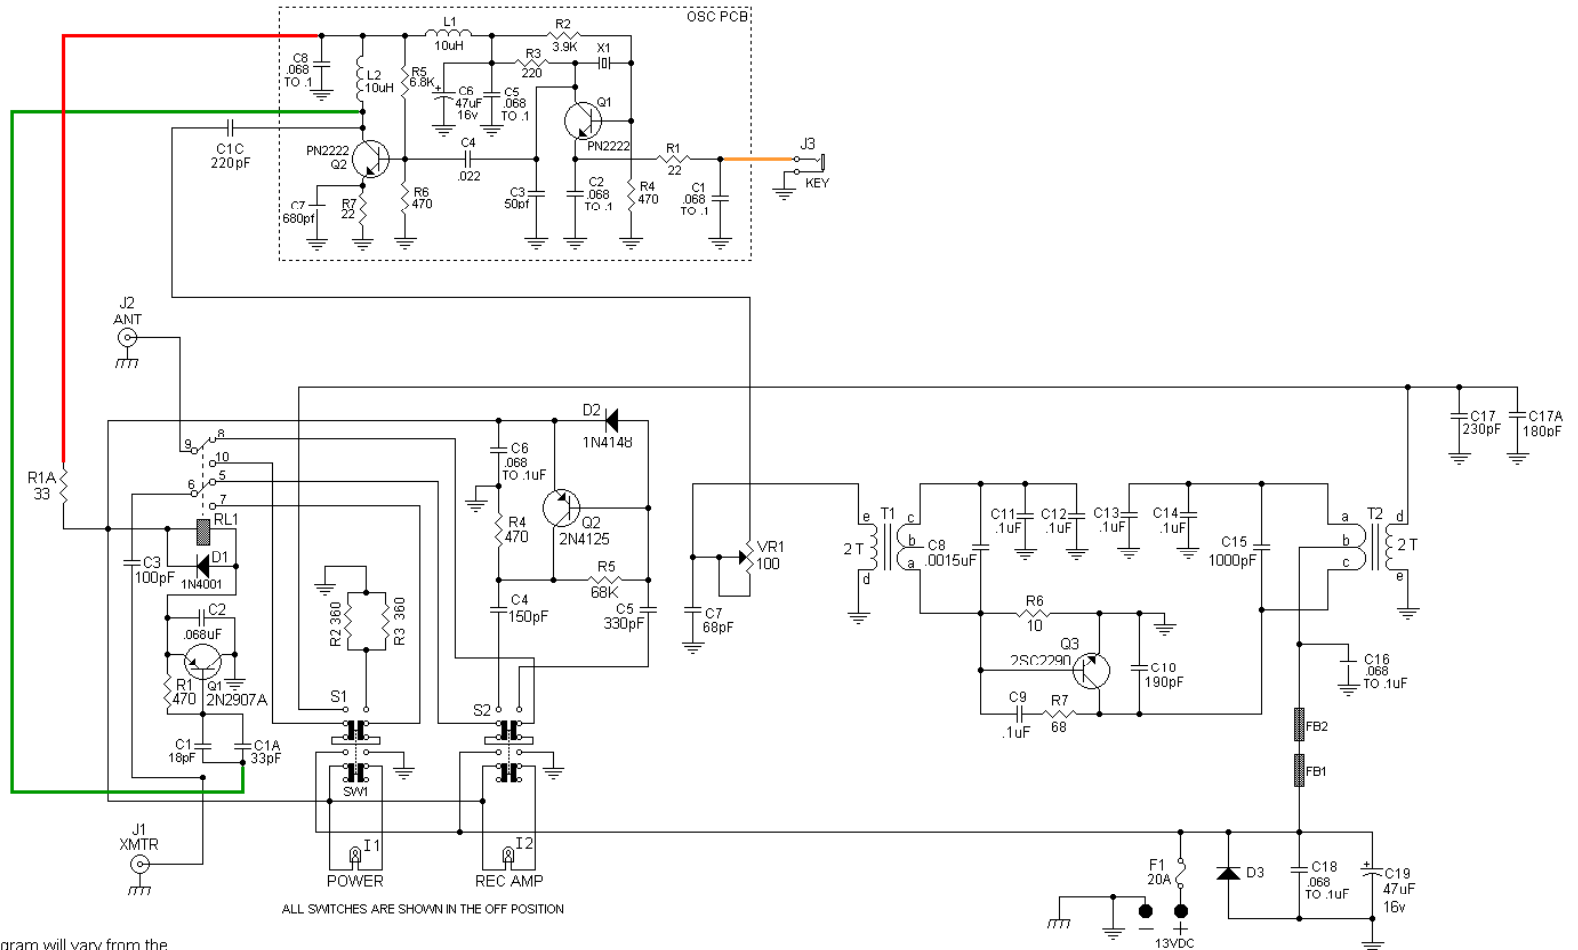 OSC PCB
L1
10uH
R2
3.9K
X1
R3
220
C8
.068
TO .1
L2
10uH
R5
6.8K
+
C6
47uF
16v
C5
.068
TO .1
Q1
PN2222
C1C
220pF
PN2222
Q2
C4
.022
R1
22
J3
KEY
C7
680pf
R7
22
R6
470
C3
50pf
C2
.068
TO .1
R4
470
C1
.068
TO .1
J2
ANT
R1A
33
9
8
10
6
5
7
RL1
D1
1N4001
C3
100pF
C2
.068uF
R1
470
Q1
2N2907A
C1
18pF
C1A
33pF
J1
XMTR
R2 360
R3 360
S1
SW1
I1
POWER
S2
I2
REC AMP
D2
1N4148
C6
.068
TO .1uF
R4
470
Q2
2N4125
R5
68K
C4
150pF
C5
330pF
VR1
100
C7
68pF
e
T1
c
2 T
b
d
a
C8
.0015uF
C11
.1uF
C12
.1uF
C13
.1uF
C14
.1uF
C15
1000pF
a
T2
d
b
2 T
c
e
C17
230pF
C17A
180pF
R6
10
Q3
2SC2290
C10
190pF
C9
.1uF
R7
68
C16
.068
TO .1uF
FB2
FB1
F1
20A
D3
C18
.068
TO .1uF
+
C19
47uF
16v
−
+
13VDC
ALL SWITCHES ARE SHOWN IN THE OFF POSITION
gram will vary from the